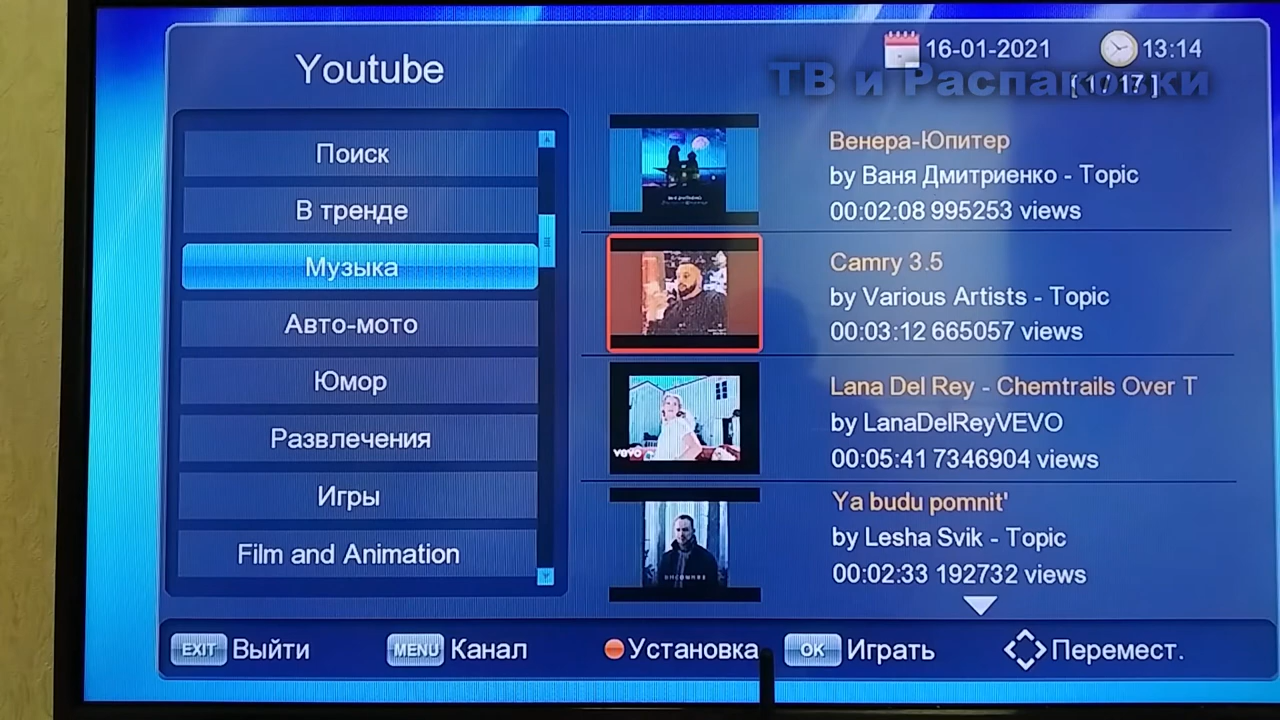 Youtube
16-01-2021
13:14
ТВ и Распаковки
[ 1 / 17 ]
Поиск
В тренде
Музыка
Авто-мото
Юмор
Развлечения
Игры
Film and Animation
Венера-Юпитер
by Ваня Дмитриенко - Topic
00:02:08 995253 views
Camry 3.5
by Various Artists - Topic
00:03:12 665057 views
vevo
Lana Del Rey - Chemtrails Over T
by LanaDelReyVEVO
00:05:41 7346904 views
Ya budu pomnit'
by Lesha Svik - Topic
00:02:33 192732 views
EXIT Выйти
MENU Канал
Установка
OK Играть
Перемест.